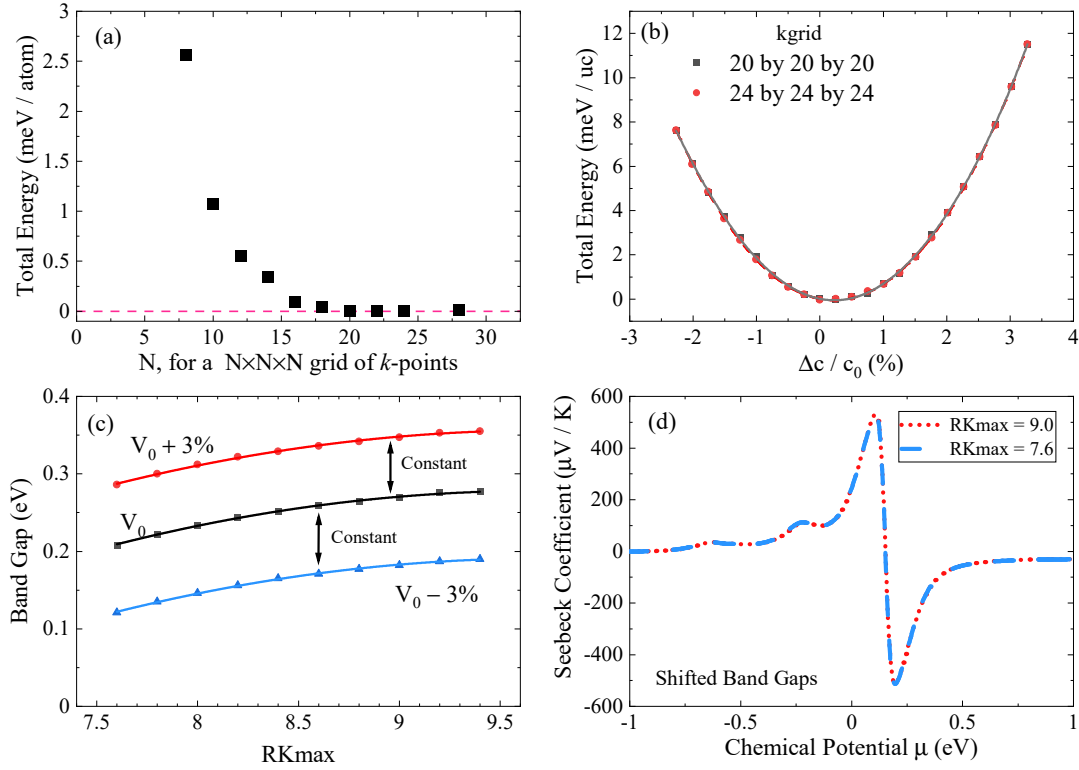 (a)
Total Energy (meV / atom)
3
2.5
2
1.5
1
0.5
0
0
5
10
15
20
25
30
N, for a N×N×N grid of k-points
(b)
kgrid
20 by 20 by 20
24 by 24 by 24
Total Energy (meV / uc)
12
10
8
6
4
2
0
-3
-2
-1
0
1
2
3
4
Δc / c₀ (%)
(c)
Band Gap (eV)
0.4
0.3
0.2
0.1
0
V₀ + 3%
Constant
V₀
Constant
V₀ − 3%
7.5
8
8.5
9
9.5
RKmax
(d)
RKmax = 9.0
RKmax = 7.6
Seebeck Coefficient (μV / K)
600
400
200
0
-200
-400
-600
Shifted Band Gaps
-1
-0.5
0
0.5
1
Chemical Potential μ (eV)